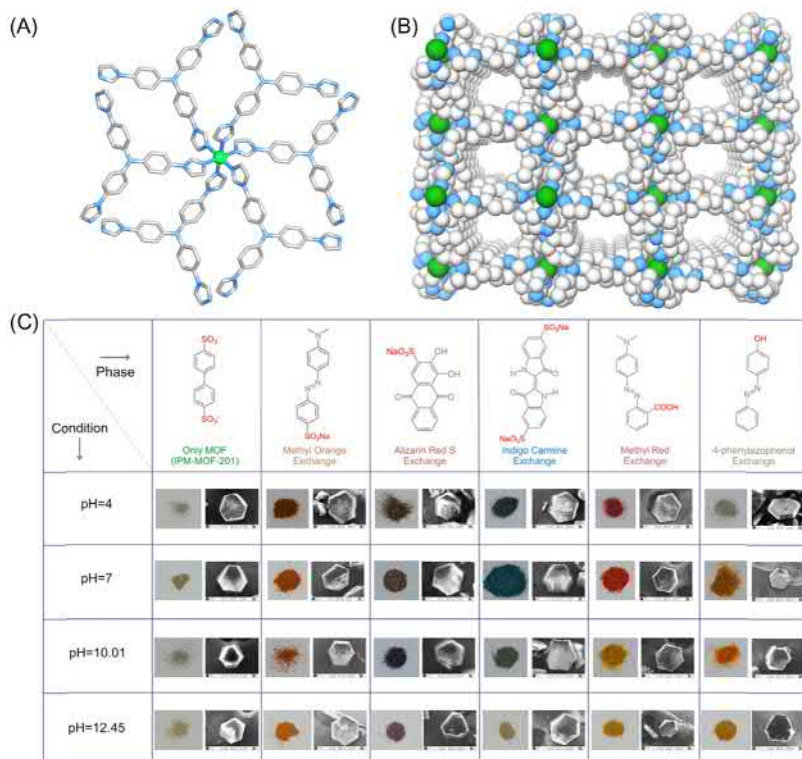 (A)
(B)
(C)
Phase
Condition
SO₃⁻
SO₃⁻
Only MOF
(IPM-MOF-201)
N
N=N
SO₃Na
Methyl Orange
Exchange
NaO₃S
OH
OH
O
O
Alizarin Red S
Exchange
SO₃Na
N
H
O
O
N-H
NaO₃S
Indigo Carmine
Exchange
N
N=N
COOH
Methyl Red
Exchange
OH
N=N
-4-phenylazophenol
Exchange
pH=4
pH=7
pH=10.01
pH=12.45